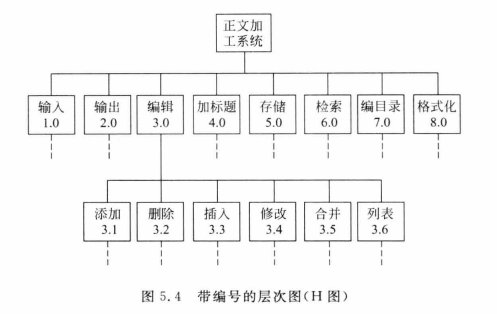 正文加
工系统
输入 输出 编辑 加标题 存储 检索 编目录 格式化
1.0 2.0 3.0 4.0 5.0 6.0 7.0 8.0
添加 删除 插入 修改 合并 列表
3.1 3.2 3.3 3.4 3.5 3.6
图 5.4 带编号的层次图(H 图)